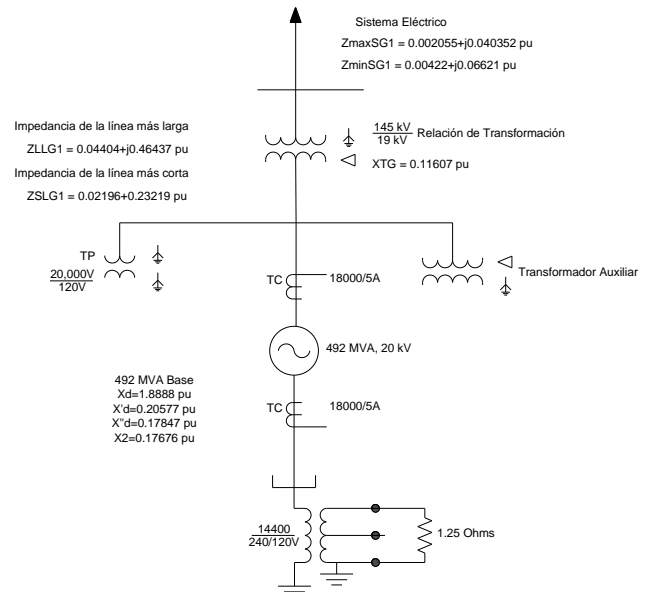 Sistema Eléctrico
ZmaxSG1 = 0.002055+j0.040352 pu
ZminSG1 = 0.00422+j0.06621 pu
Impedancia de la línea más larga
ZLLG1 = 0.04404+j0.46437 pu
Impedancia de la línea más corta
ZSLG1 = 0.02196+0.23219 pu
145 kV
19 kV
Relación de Transformación
XTG = 0.11607 pu
TP
20,000V
120V
TC
18000/5A
Transformador Auxiliar
492 MVA, 20 kV
492 MVA Base
Xd=1.8888 pu
X'd=0.20577 pu
X"d=0.17847 pu
X2=0.17676 pu
TC
18000/5A
14400
240/120V
1.25 Ohms